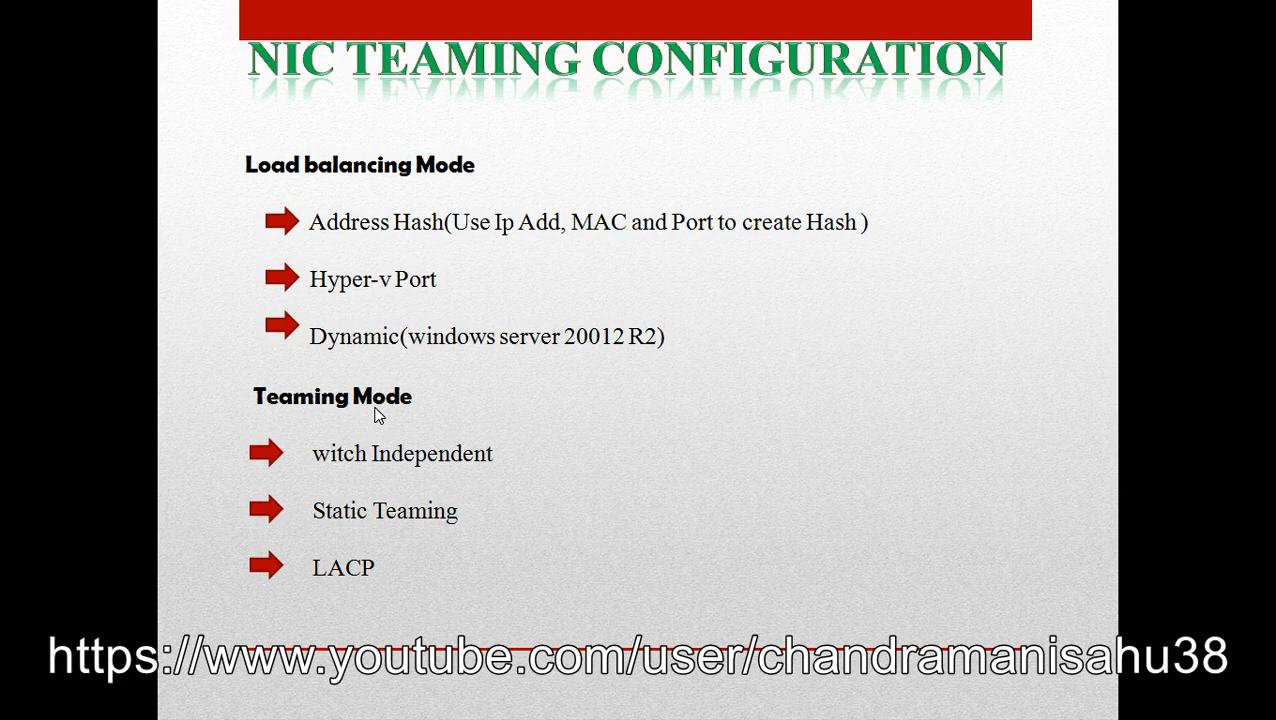 NIC TEAMING CONFIGURATION
Load balancing Mode
Address Hash(Use Ip Add, MAC and Port to create Hash )
Hyper-v Port
Dynamic(windows server 20012 R2)
Teaming Mode
witch Independent
Static Teaming
LACP
https://www.youtube.com/user/chandramanisahu38